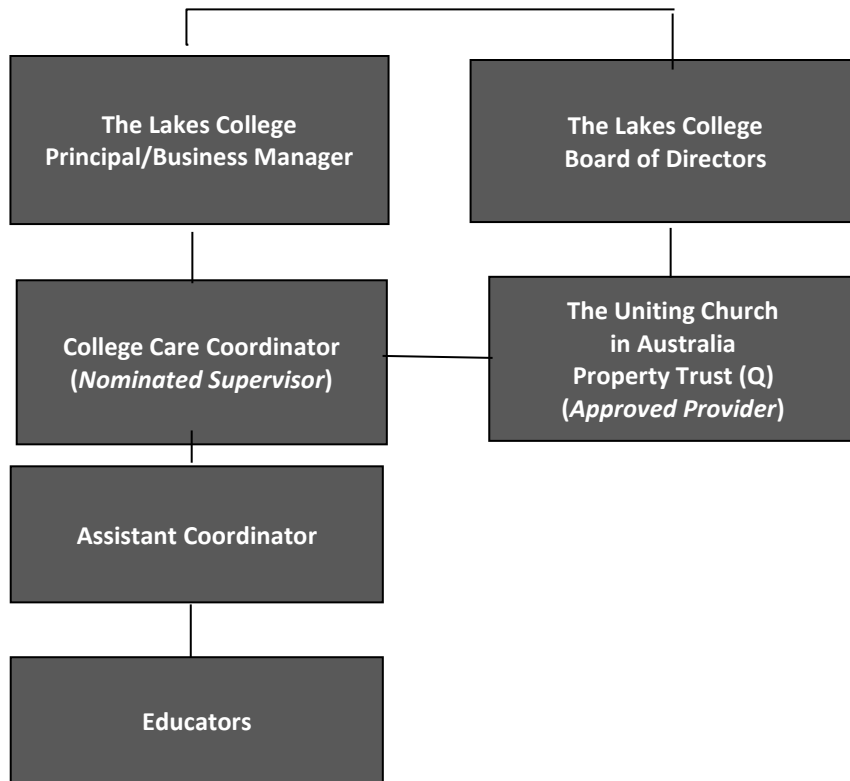 The Lakes College
Principal/Business Manager
The Lakes College
Board of Directors
College Care Coordinator
(Nominated Supervisor)
The Uniting Church
in Australia
Property Trust (Q)
(Approved Provider)
Assistant Coordinator
Educators